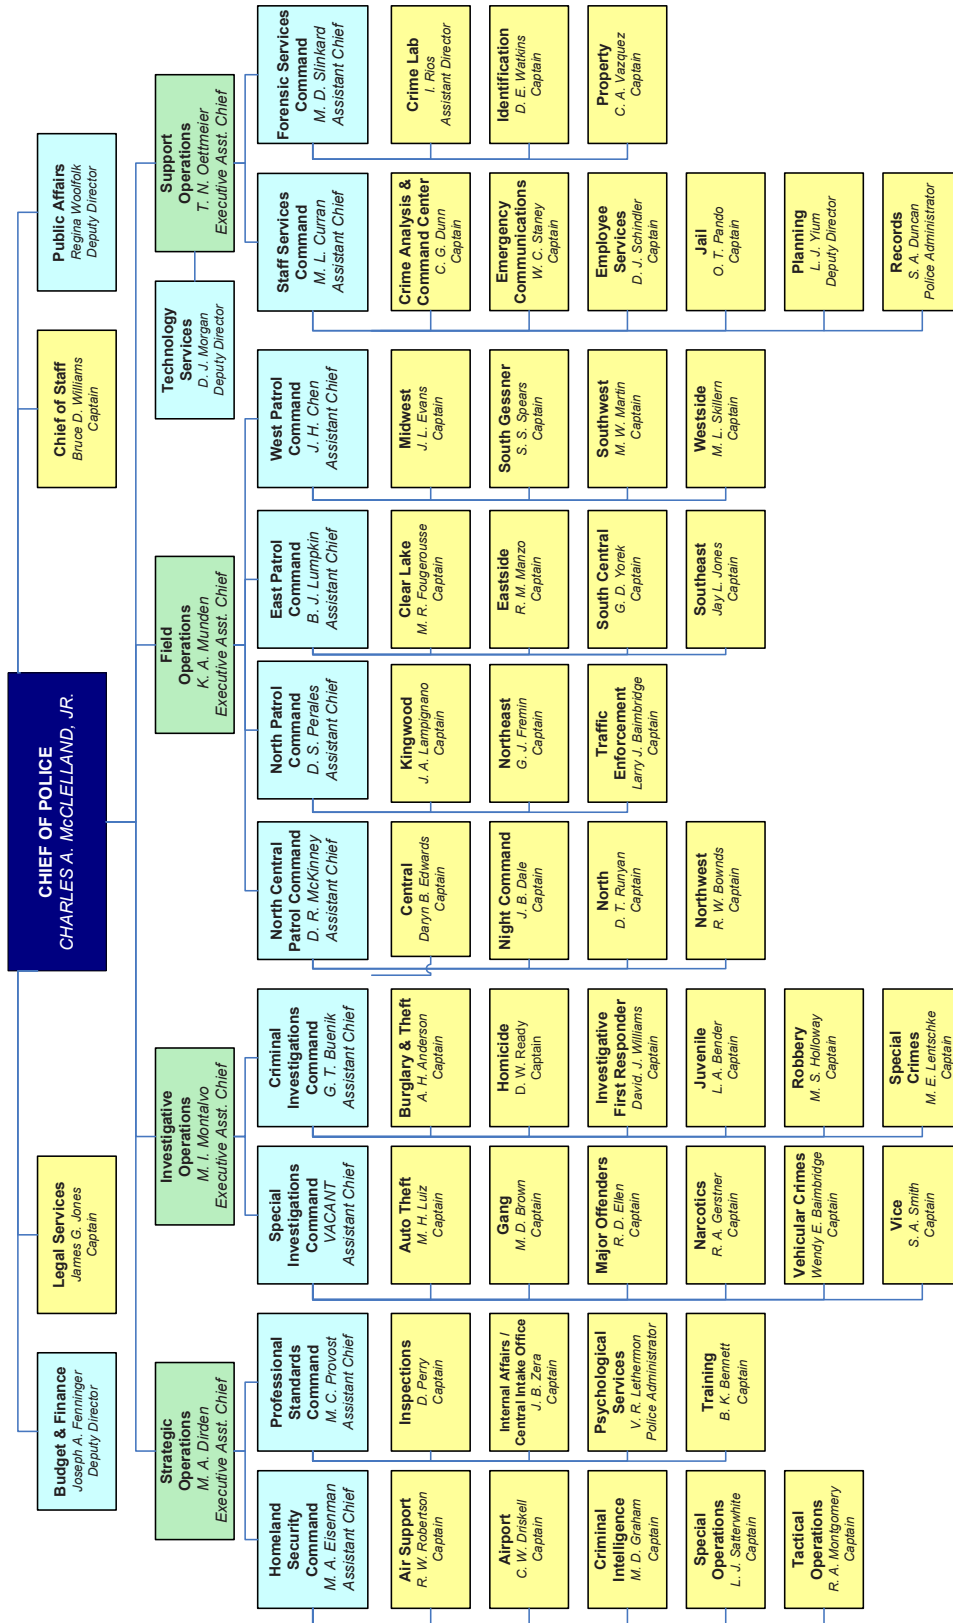 CHIEF OF POLICE
CHARLES A. McCLELLAND, JR.
Budget & Finance
Joseph A. Fenninger
Deputy Director
Legal Services
James G. Jones
Captain
Chief of Staff
Bruce D. Williams
Captain
Public Affairs
Regina Woolfolk
Deputy Director
Strategic
Operations
M. A. Dirden
Executive Asst. Chief
Investigative
Operations
M. I. Montalvo
Executive Asst. Chief
Field
Operations
K. A. Munden
Executive Asst. Chief
Technology
Services
D. J. Morgan
Deputy Director
Support
Operations
T. N. Oettmeier
Executive Asst. Chief
Homeland
Security
Command
M. A. Eisenman
Assistant Chief
Air Support
R. W. Robertson
Captain
Airport
C. W. Driskell
Captain
Criminal
Intelligence
M. D. Graham
Captain
Special
Operations
L. J. Satterwhite
Captain
Tactical
Operations
R. A. Montgomery
Captain
Professional
Standards
Command
M. C. Provost
Assistant Chief
Inspections
D. Perry
Captain
Internal Affairs /
Central Intake Office
J. B. Zera
Captain
Psychological
Services
V. R. Lethermon
Police Administrator
Training
B. K. Bennett
Captain
Special
Investigations
Command
VACANT
Assistant Chief
Auto Theft
M. H. Luiz
Captain
Gang
M. D. Brown
Captain
Major Offenders
R. D. Ellen
Captain
Narcotics
R. A. Gerstner
Captain
Vehicular Crimes
Wendy E. Baimbridge
Captain
Vice
S. A. Smith
Captain
Criminal
Investigations
Command
G. T. Buenik
Assistant Chief
Burglary & Theft
A. H. Anderson
Captain
Homicide
D. W. Ready
Captain
Investigative
First Responder
David. J. Williams
Captain
Juvenile
L. A. Bender
Captain
Robbery
M. S. Holloway
Captain
Special
Crimes
M. E. Lentschke
Captain
North Central
Patrol Command
D. R. McKinney
Assistant Chief
Central
Daryn B. Edwards
Captain
Night Command
J. B. Dale
Captain
North
D. T. Runyan
Captain
Northwest
R. W. Bownds
Captain
North Patrol
Command
D. S. Perales
Assistant Chief
Kingwood
J. A. Lampignano
Captain
Northeast
G. J. Fremin
Captain
Traffic
Enforcement
Larry J. Baimbridge
Captain
East Patrol
Command
B. J. Lumpkin
Assistant Chief
Clear Lake
M. R. Fougerousse
Captain
Eastside
R. M. Manzo
Captain
South Central
G. D. Yorek
Captain
Southeast
Jay L. Jones
Captain
West Patrol
Command
J. H. Chen
Assistant Chief
Midwest
J. L. Evans
Captain
South Gessner
S. S. Spears
Captain
Southwest
M. W. Martin
Captain
Westside
M. L. Skillern
Captain
Staff Services
Command
M. L. Curran
Assistant Chief
Crime Analysis &
Command Center
C. G. Dunn
Captain
Emergency
Communications
W. C. Staney
Captain
Employee
Services
D. J. Schindler
Captain
Jail
O. T. Pando
Captain
Planning
L. J. Yium
Deputy Director
Records
S. A. Duncan
Police Administrator
Forensic Services
Command
M. D. Slinkard
Assistant Chief
Crime Lab
I. Rios
Assistant Director
Identification
D. E. Watkins
Captain
Property
C. A. Vazquez
Captain